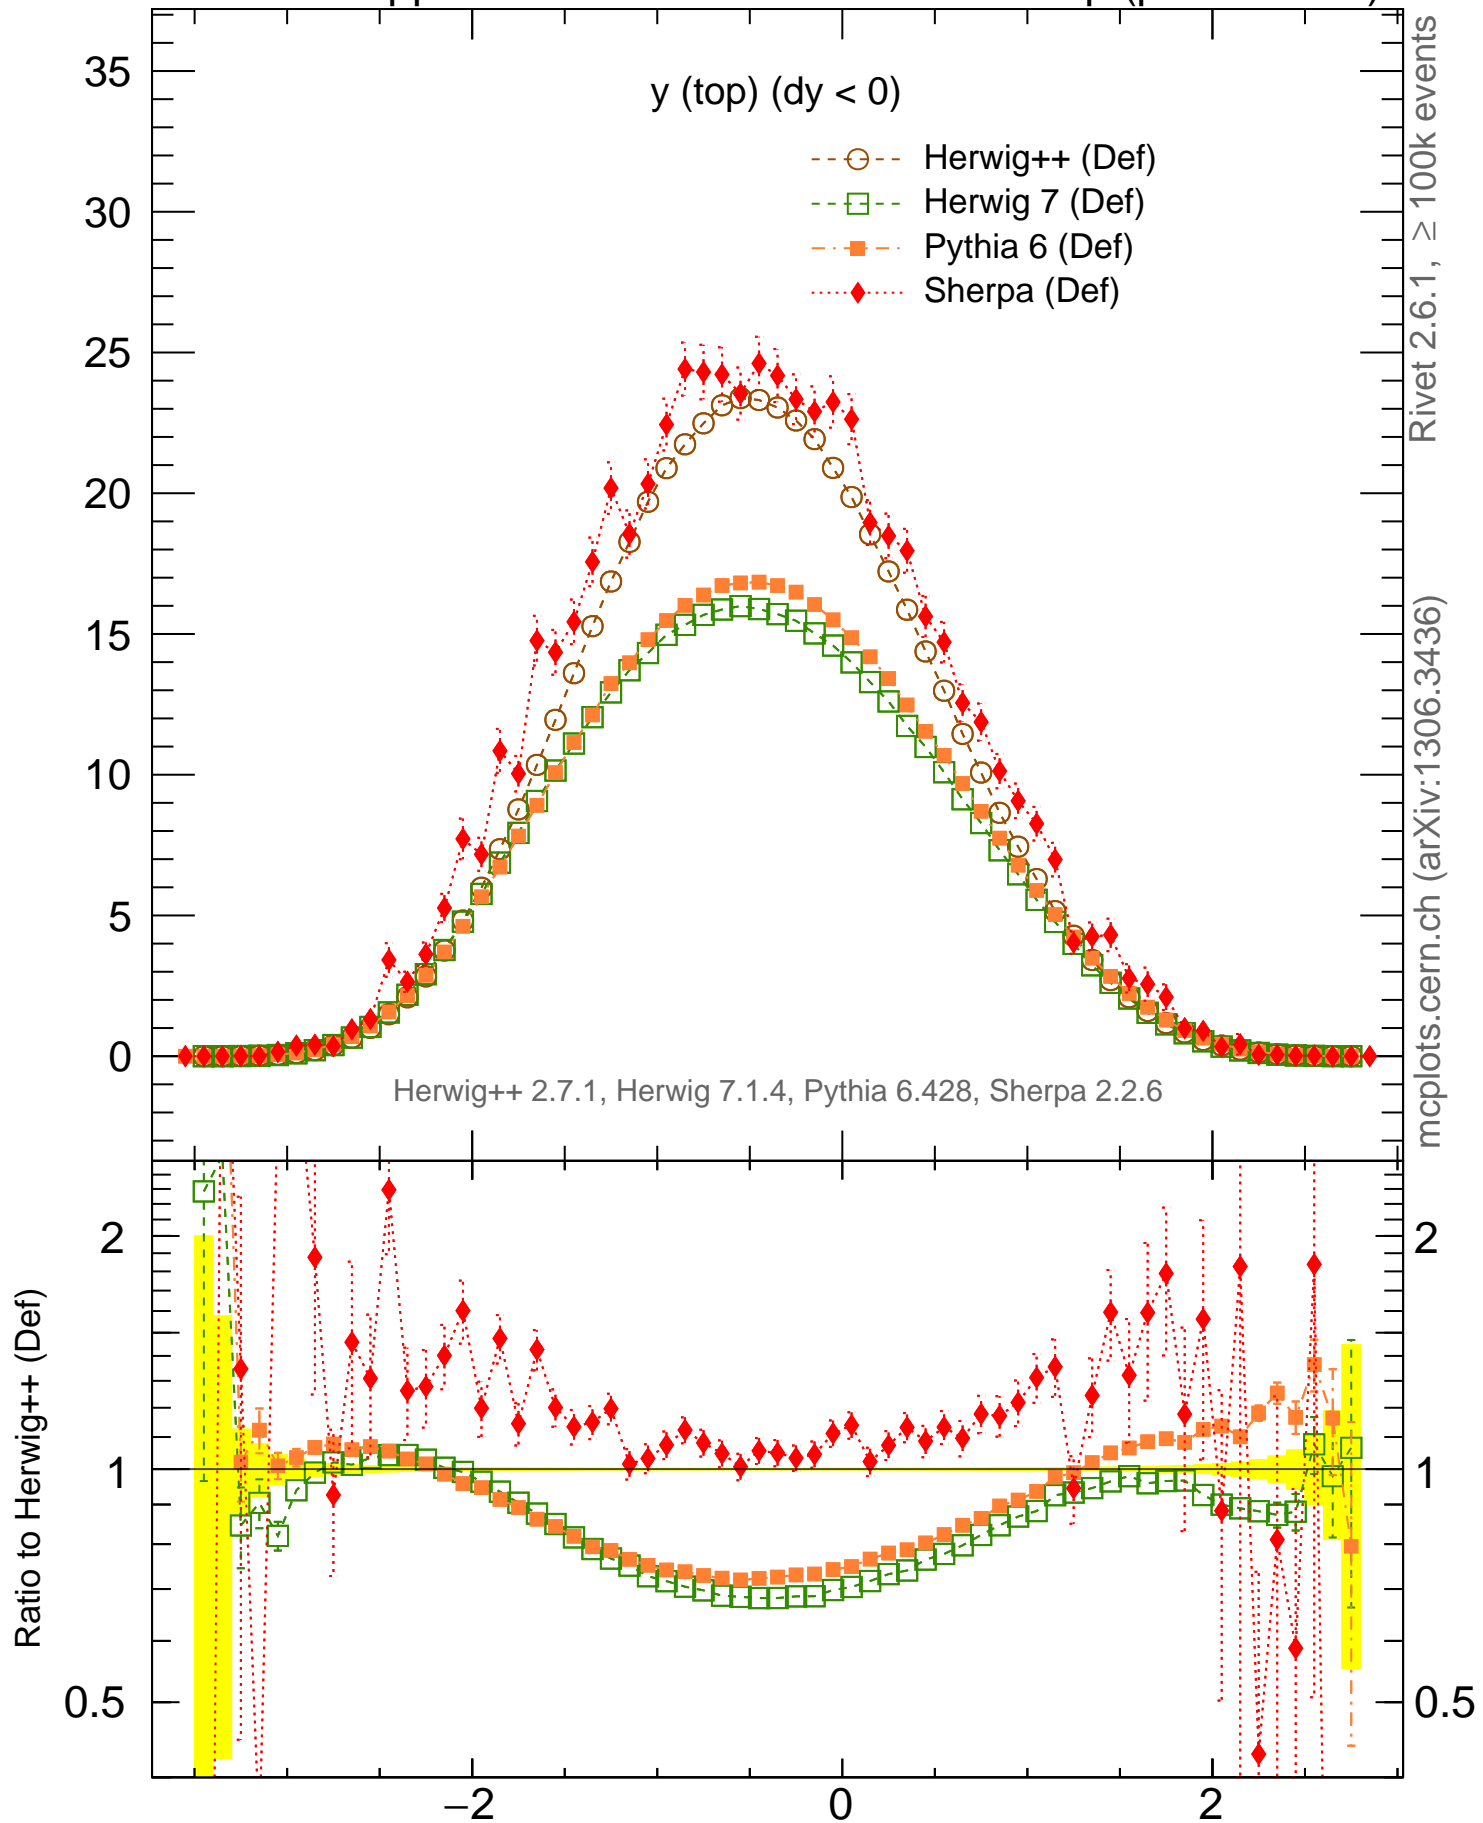 y (top) (dy < 0)
Herwig++ (Def)
Herwig 7 (Def)
Pythia 6 (Def)
Sherpa (Def)
35
30
25
20
15
10
5
0
Herwig++ 2.7.1, Herwig 7.1.4, Pythia 6.428, Sherpa 2.2.6
Rivet 2.6.1, ≥ 100k events
mcplots.cern.ch (arXiv:1306.3436)
Ratio to Herwig++ (Def)
2
1
0.5
2
1
0.5
−2
0
2